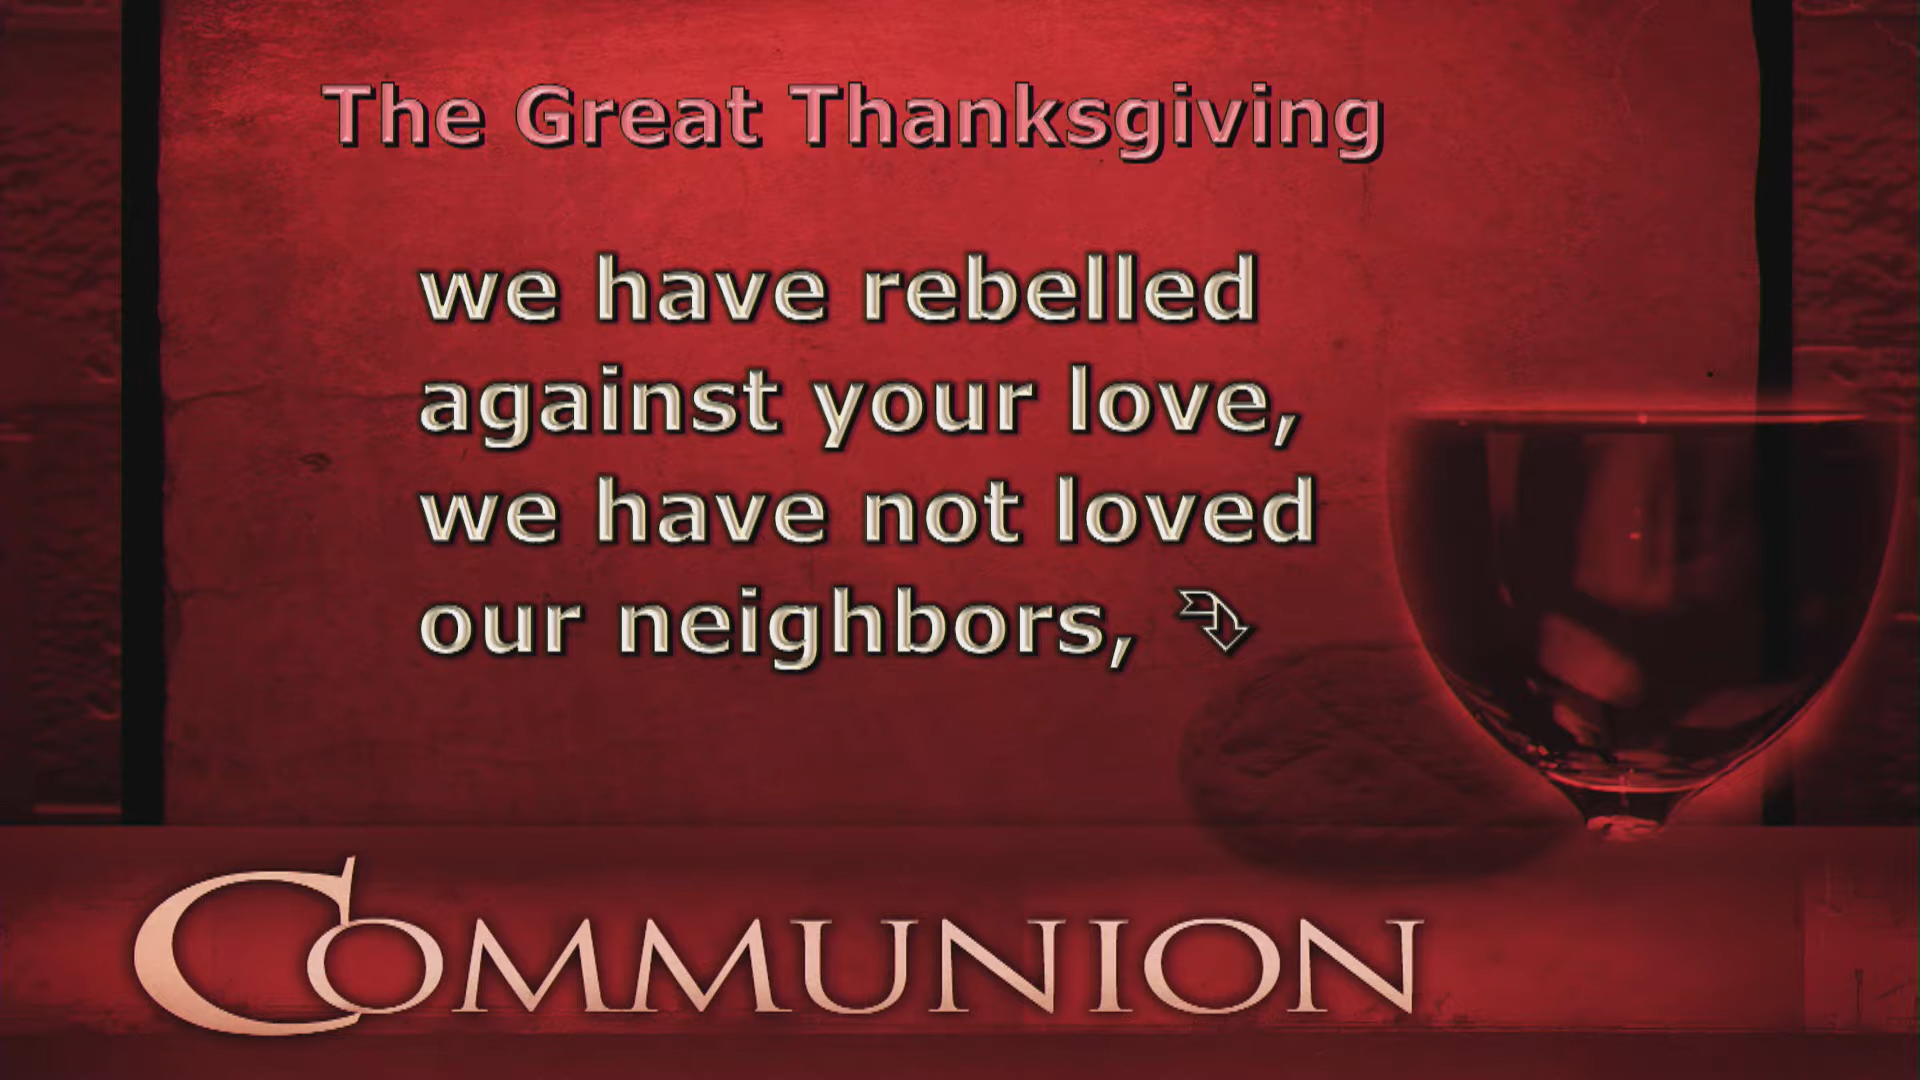 The Great Thanksgiving
we have rebelled
against your love,
we have not loved
our neighbors,
COMMUNION